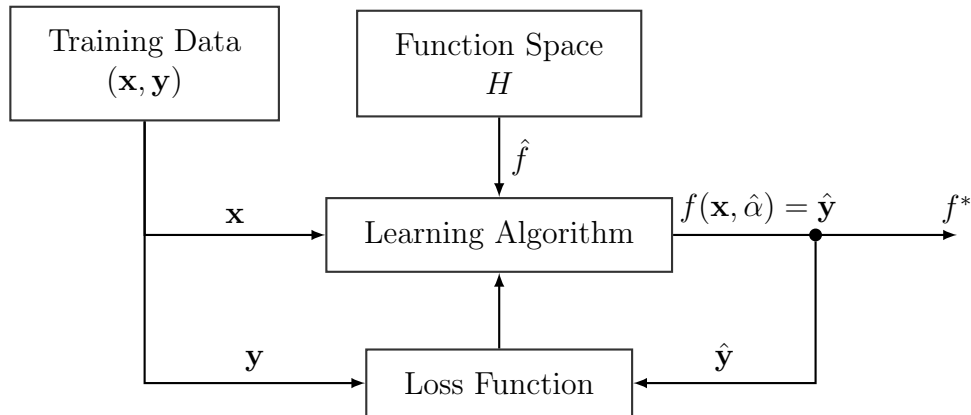 Training Data
(x, y)
Function Space
H
f̂
x
Learning Algorithm
f(x, α̂) = ŷ
f*
y
Loss Function
ŷ